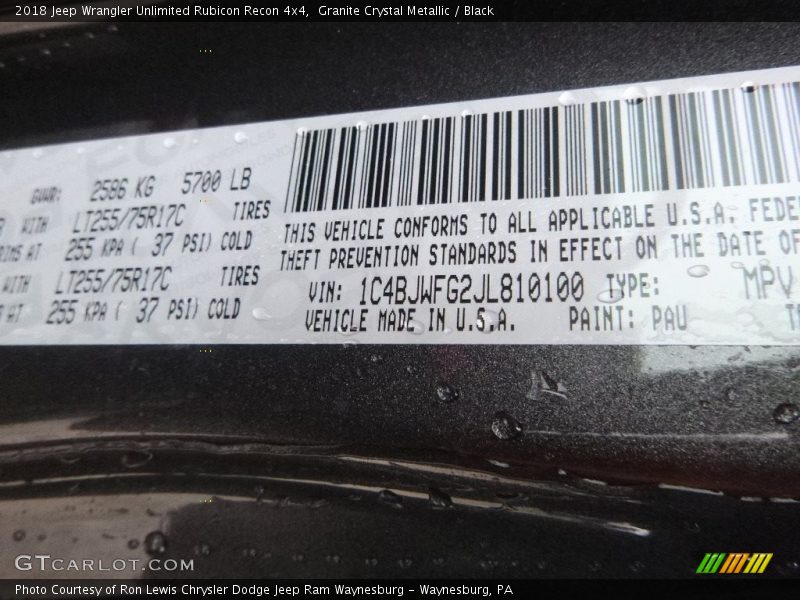 2018 Jeep Wrangler Unlimited Rubicon Recon 4x4, Granite Crystal Metallic / Black
GVWR: 2586 KG 5700 LB
WITH LT255/75R17C TIRES
RIMS AT 255 KPA ( 37 PSI) COLD
WITH LT255/75R17C TIRES
AT 255 KPA ( 37 PSI) COLD
THIS VEHICLE CONFORMS TO ALL APPLICABLE U.S.A. FEDE
THEFT PREVENTION STANDARDS IN EFFECT ON THE DATE OF
VIN: 1C4BJWFG2JL810100 TYPE: MPV
VEHICLE MADE IN U.S.A. PAINT: PAU
GTCARLOT.COM
Photo Courtesy of Ron Lewis Chrysler Dodge Jeep Ram Waynesburg – Waynesburg, PA